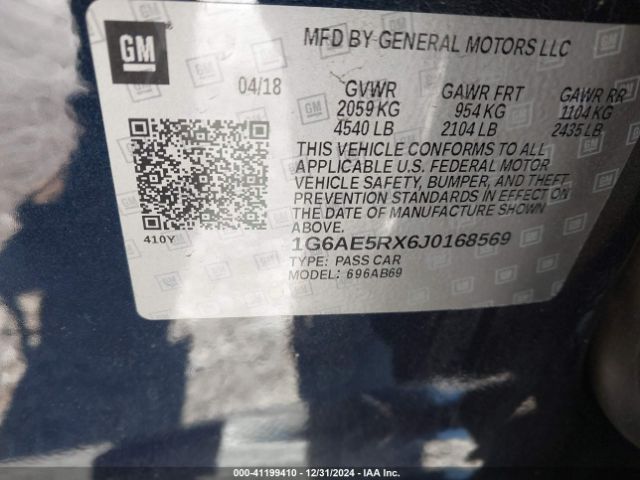 GM
MFD BY GENERAL MOTORS LLC
04/18 GVWR GAWR FRT GAWR RR
2059 KG 954 KG 1104 KG
4540 LB 2104 LB 2435 LB
THIS VEHICLE CONFORMS TO ALL
APPLICABLE U.S. FEDERAL MOTOR
VEHICLE SAFETY, BUMPER, AND THEFT
PREVENTION STANDARDS IN EFFECT ON
THE DATE OF MANUFACTURE SHOWN
ABOVE.
410Y
1G6AE5RX6J0168569
TYPE: PASS CAR
MODEL: 696AB69
000-41199410 - 12/31/2024 - IAA Inc.